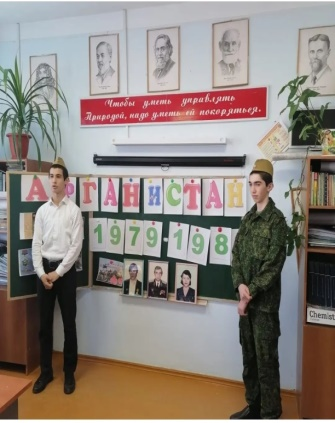 Чтобы уметь управлять
Природой, надо уметь ей покоряться.
АФГАНИСТАН
1979-198
Chemist